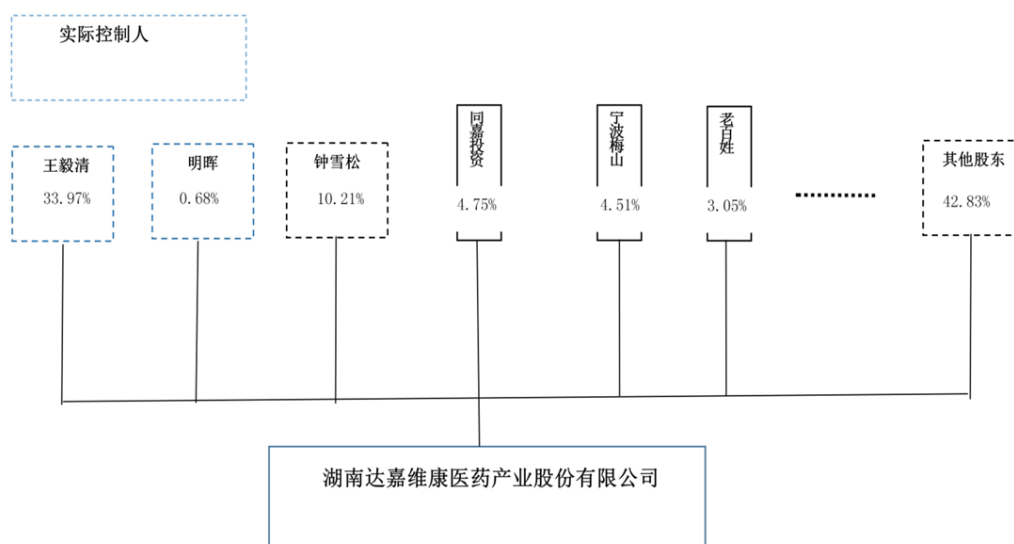 实际控制人
王毅清
33.97%
明晖
0.68%
钟雪松
10.21%
同嘉投资
4.75%
宁波梅山
4.51%
老百姓
3.05%
其他股东
42.83%
湖南达嘉维康医药产业股份有限公司